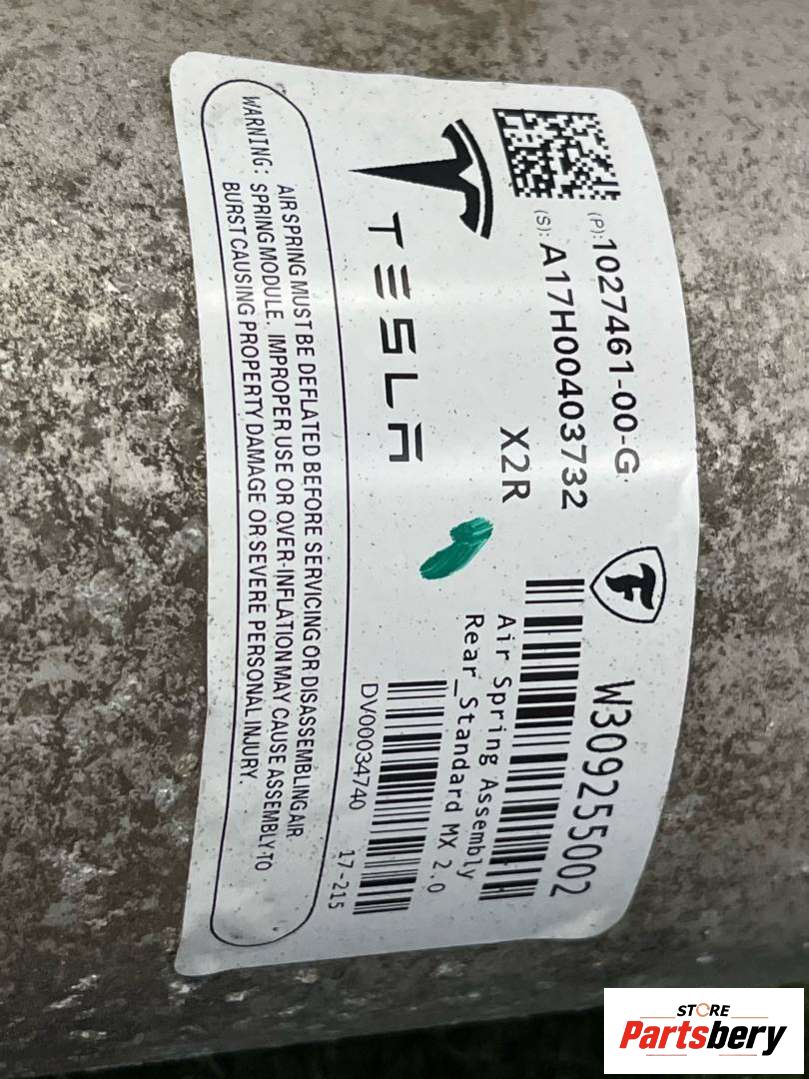 (P):1027461-00-G
(S): A17H00403732
X2R
TESLA
W309255002
Air Spring Assembly
Rear_Standard MX 2.0
DV00034740
17-215
WARNING: AIR SPRING MUST BE DEFLATED BEFORE SERVICING OR DISASSEMBLING AIR
SPRING MODULE. IMPROPER USE OR OVER-INFLATION MAY CAUSE ASSEMBLY TO
BURST CAUSING PROPERTY DAMAGE OR SEVERE PERSONAL INJURY.
STORE
Partsbery